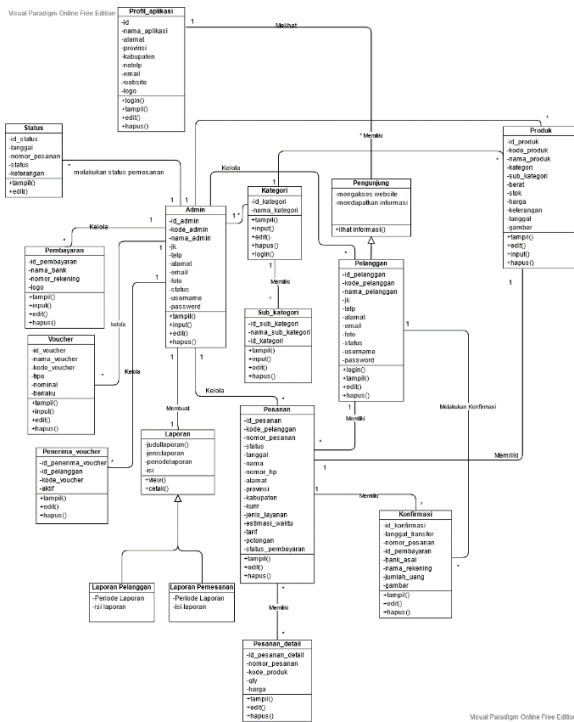 Visual Paradigm Online Free Edition
Profil_aplikasi
-id
-nama_aplikasi
-alamat
-provinsi
-kabupaten
-notelp
-email
-website
-logo
+login()
+tampil()
+edit()
+hapus()
1
Melihat
Status
-id_status
-tanggal
-nomor_pesanan
-status
-keterangan
+tampil()
+edit()
*
melakukan status pemesanan
1
1
1
Kelola
* Memiliki
*
Produk
-id_produk
-kode_produk
-nama_produk
-kategori
-sub_kategori
-berat
-stok
-harga
-keterangan
-tanggal
-gambar
+tampil()
+edit()
+input()
+hapus()
Pengunjung
-mengakses website
-mendapatkan informasi
+lihat informasi()
Kategori
-id_kategori
-nama_kategori
+tampil()
+input()
+edit()
+hapus()
+login()
Admin
-id_admin
-kode_admin
-nama_admin
-jk
-telp
-alamat
-email
-foto
-status
-username
-password
+tampil()
+input()
+edit()
+hapus()
Kelola
Pembayaran
-id_pembayaran
-nama_bank
-nomor_rekening
-logo
+tampil()
+input()
+edit()
+hapus()
Pelanggan
-id_pelanggan
-kode_pelanggan
-nama_pelanggan
-jk
-telp
-alamat
-email
-foto
-status
-username
-password
+login()
+tampil()
+edit()
+hapus()
Memiliki
Sub_kategori
-id_sub_kategori
-nama_sub_kategori
-id_kategori
+tampil()
+input()
+edit()
+hapus()
kelola
Voucher
-id_voucher
-nama_voucher
-kode_voucher
-tipe
-nominal
-berlaku
+tampil()
+input()
+edit()
+hapus()
Kelola
Kelola
Membuat
Memiliki
Melakukan Konfirmasi
Penerima_voucher
-id_penerima_voucher
-id_pelanggan
-kode_voucher
-aktif
+tampil()
+edit()
+hapus()
Laporan
-judullaporan()
-jenislaporan
-periodelaporan
-isi
+view()
+cetak()
Pesanan
-id_pesanan
-kode_pelanggan
-nomor_pesanan
-status
-tanggal
-nama
-nomor_hp
-alamat
-provinsi
-kabupaten
-kurir
-jenis_layanan
-estimasi_waktu
-tarif
-potongan
-status_pembayaran
+tampil()
+edit()
+hapus()
Memiliki
Memiliki
Konfirmasi
-id_konfirmasi
-tanggal_transfer
-nomor_pesanan
-id_pembayaran
-bank_asal
-nama_rekening
-jumlah_uang
-gambar
+tampil()
+edit()
+hapus()
Laporan Pelanggan
-Periode Laporan
-isi laporan
Laporan Pemesanan
-Periode Laporan
-isi laporan
Memiliki
Pesanan_detail
-id_pesanan_detail
-nomor_pesanan
-kode_produk
-qty
-harga
+tampil()
+edit()
+hapus()
Visual Paradigm Online Free Edition